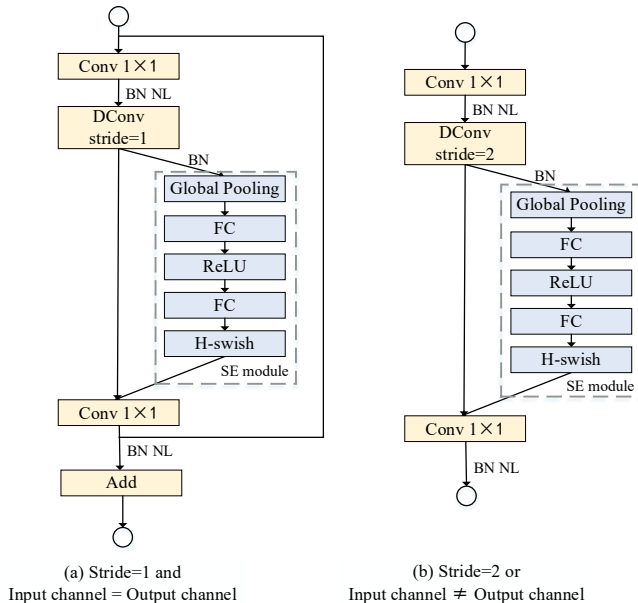 Conv 1×1
BN NL
DConv
stride=1
BN
Global Pooling
FC
ReLU
FC
H-swish
SE module
Conv 1×1
BN NL
Add
(a) Stride=1 and
Input channel = Output channel
Conv 1×1
BN NL
DConv
stride=2
BN
Global Pooling
FC
ReLU
FC
H-swish
SE module
Conv 1×1
BN NL
(b) Stride=2 or
Input channel ≠ Output channel